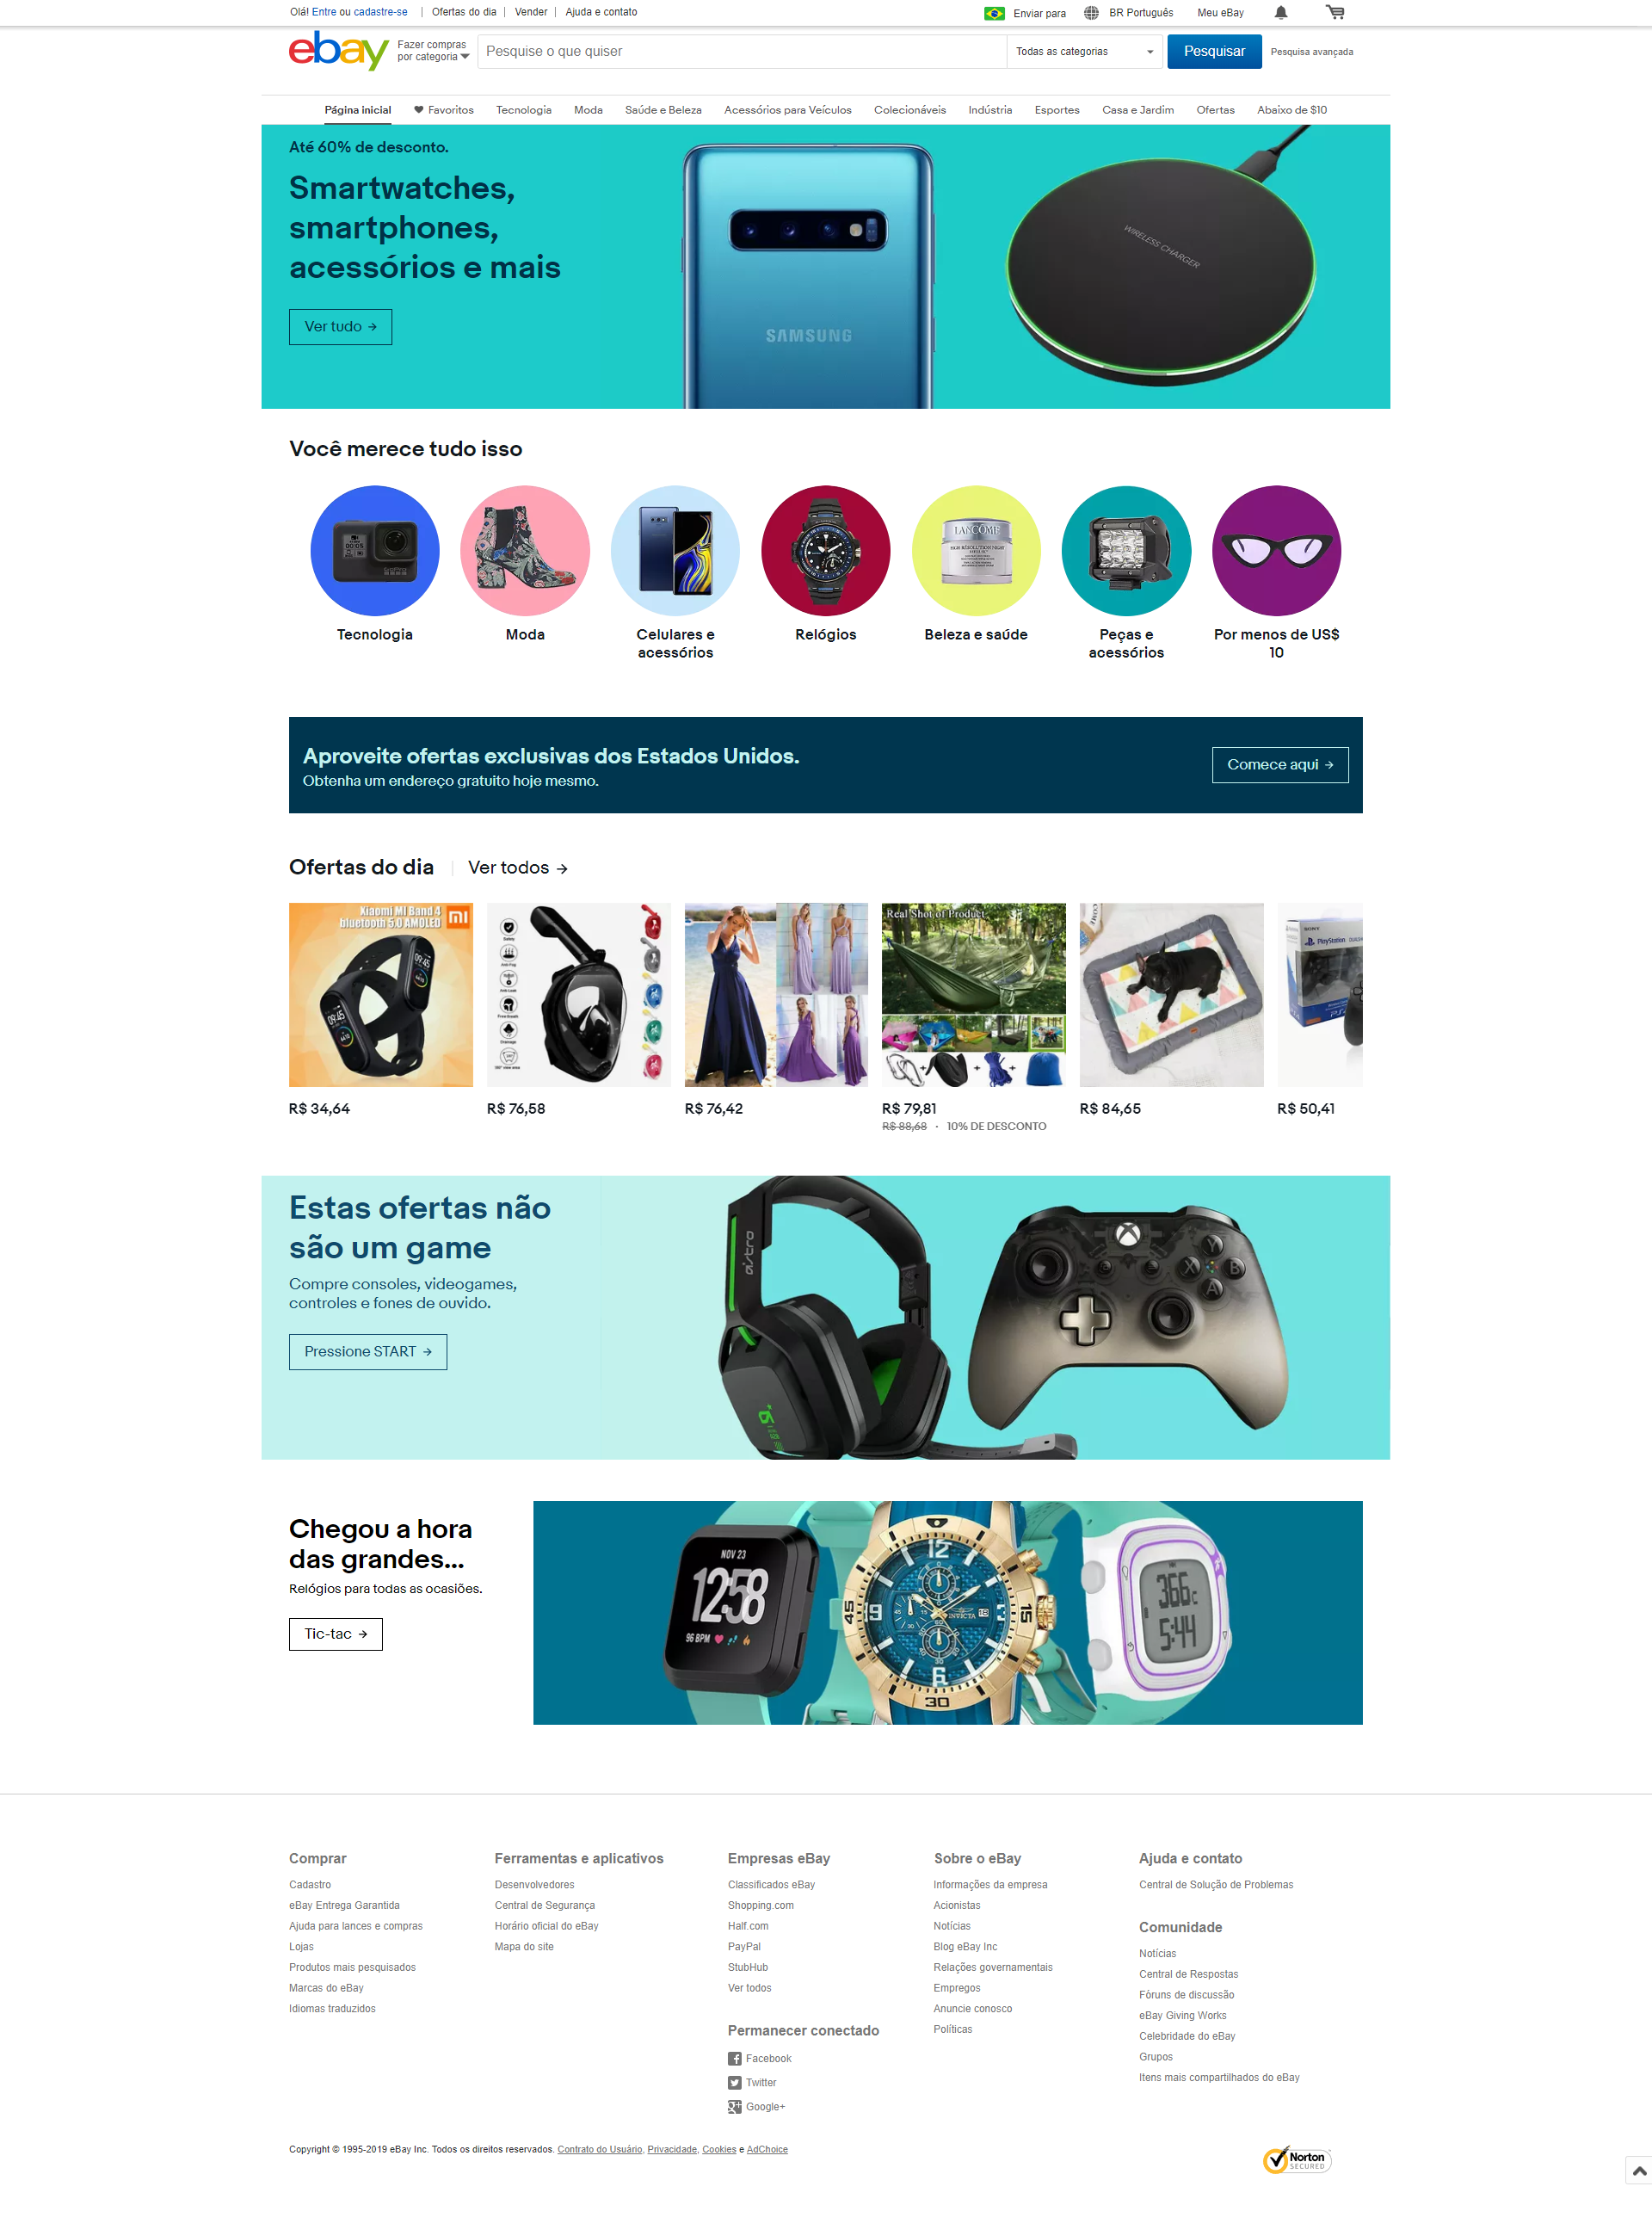 Olá! Entre ou cadastre-se | Ofertas do dia | Vender | Ajuda e contato
Enviar para BR Português Meu eBay
ebay
Fazer compras
por categoria
Pesquise o que quiser
Todas as categorias
Pesquisar
Pesquisa avançada
Página inicial Favoritos Tecnologia Moda Saúde e Beleza Acessórios para Veículos Colecionáveis Indústria Esportes Casa e Jardim Ofertas Abaixo de $10
Até 60% de desconto.
Smartwatches,
smartphones,
acessórios e mais
Ver tudo →
SAMSUNG
WIRELESS CHARGER
Você merece tudo isso
GoPro
LANCÔME
Tecnologia
Moda
Celulares e
acessórios
Relógios
Beleza e saúde
Peças e
acessórios
Por menos de US$
10
Aproveite ofertas exclusivas dos Estados Unidos.
Obtenha um endereço gratuito hoje mesmo.
Comece aqui →
Ofertas do dia | Ver todos →
Xiaomi MI Band 4
bluetooth 5.0 AMOLED
Real Shot of Product
SONY
PlayStation
R$ 34,64
R$ 76,58
R$ 76,42
R$ 79,81
R$ 88,68 · 10% DE DESCONTO
R$ 84,65
R$ 50,41
Estas ofertas não
são um game
Compre consoles, videogames,
controles e fones de ouvido.
Pressione START →
astro
Y
X B
A
Chegou a hora
das grandes...
Relógios para todas as ocasiões.
Tic-tac →
NOV 23
12:58
96 BPM
12
45 9 15
6
30
INVICTA
18
366c
5:44
Comprar
Cadastro
eBay Entrega Garantida
Ajuda para lances e compras
Lojas
Produtos mais pesquisados
Marcas do eBay
Idiomas traduzidos
Ferramentas e aplicativos
Desenvolvedores
Central de Segurança
Horário oficial do eBay
Mapa do site
Empresas eBay
Classificados eBay
Shopping.com
Half.com
PayPal
StubHub
Ver todos
Permanecer conectado
Facebook
Twitter
Google+
Sobre o eBay
Informações da empresa
Acionistas
Notícias
Blog eBay Inc
Relações governamentais
Empregos
Anuncie conosco
Políticas
Ajuda e contato
Central de Solução de Problemas
Comunidade
Notícias
Central de Respostas
Fóruns de discussão
eBay Giving Works
Celebridade do eBay
Grupos
Itens mais compartilhados do eBay
Copyright © 1995-2019 eBay Inc. Todos os direitos reservados. Contrato do Usuário, Privacidade, Cookies e AdChoice
Norton
SECURED